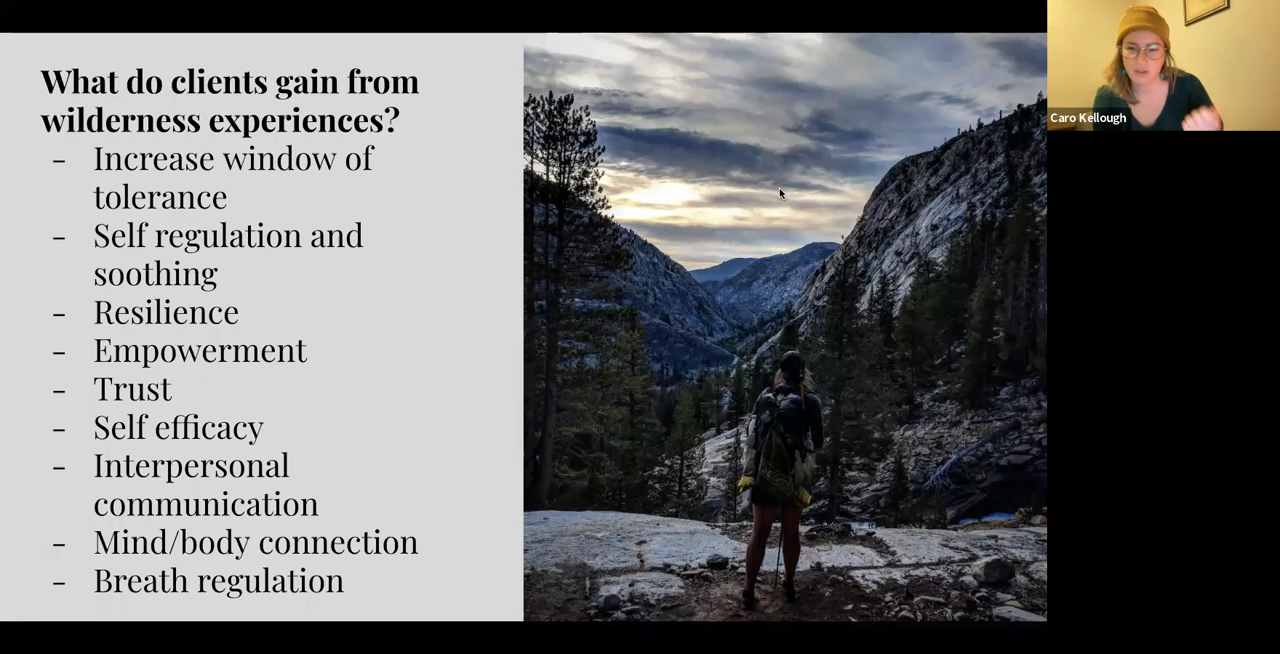 What do clients gain from
wilderness experiences?
- Increase window of
tolerance
- Self regulation and
soothing
- Resilience
- Empowerment
- Trust
- Self efficacy
- Interpersonal
communication
- Mind/body connection
- Breath regulation
Caro Kellough